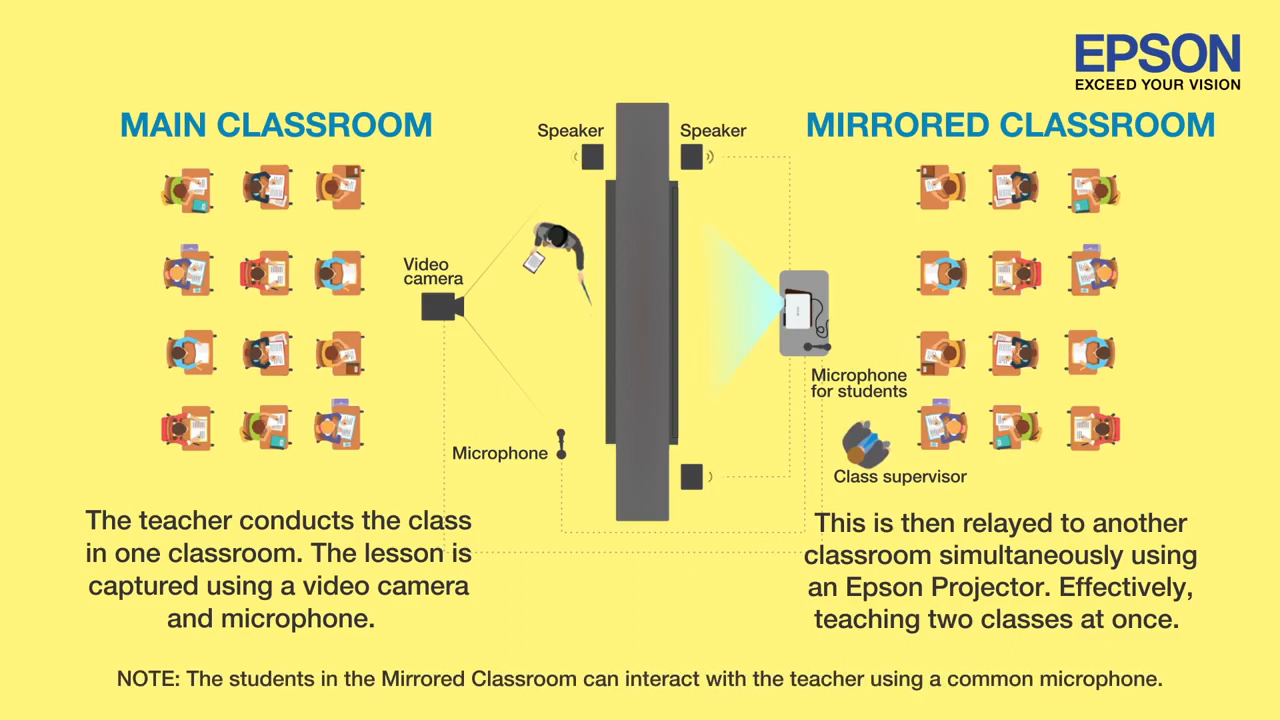 EPSON
EXCEED YOUR VISION
MAIN CLASSROOM
Speaker
Speaker
MIRRORED CLASSROOM
Video
camera
Microphone
for students
Microphone
Class supervisor
The teacher conducts the class
in one classroom. The lesson is
captured using a video camera
and microphone.
This is then relayed to another
classroom simultaneously using
an Epson Projector. Effectively,
teaching two classes at once.
NOTE: The students in the Mirrored Classroom can interact with the teacher using a common microphone.